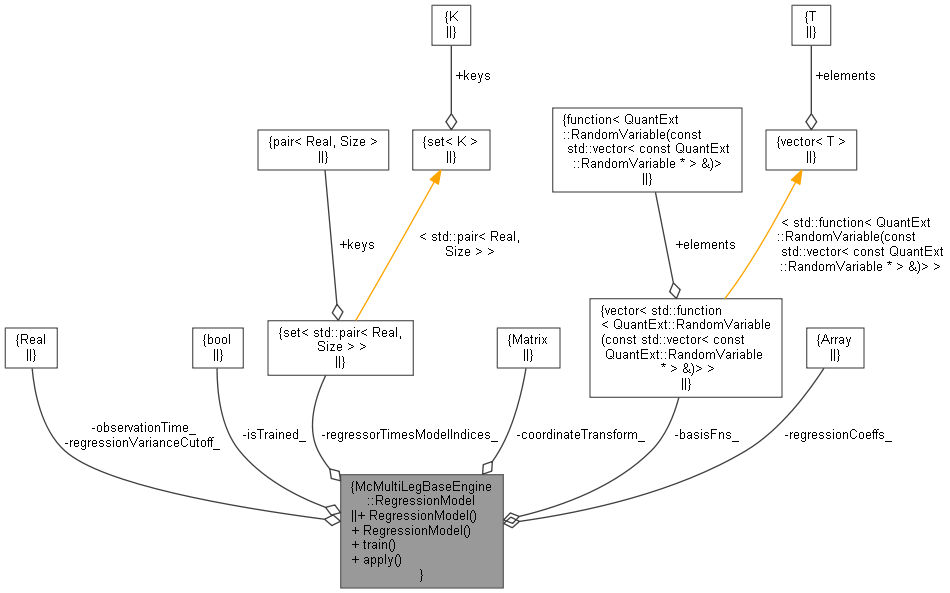 {K
||}
{T
||}
+keys
+elements
{pair< Real, Size >
||}
{set< K >
||}
{function< QuantExt
::RandomVariable(const
std::vector< const QuantExt
::RandomVariable * > &)>
||}
{vector< T >
||}
+keys
< std::pair< Real,
Size > >
+elements
< std::function< QuantExt
::RandomVariable(const
std::vector< const QuantExt
::RandomVariable * > &)> >
{Real
||}
{bool
||}
{set< std::pair< Real,
Size > >
||}
{Matrix
||}
{vector< std::function
< QuantExt::RandomVariable
(const std::vector< const
QuantExt::RandomVariable
* > &)> >
||}
{Array
||}
-observationTime_
-regressionVarianceCutoff_
-isTrained_
-regressorTimesModelIndices_
-coordinateTransform_
-basisFns_
-regressionCoeffs_
{McMultiLegBaseEngine
::RegressionModel
||+ RegressionModel()
+ RegressionModel()
+ train()
+ apply()
}